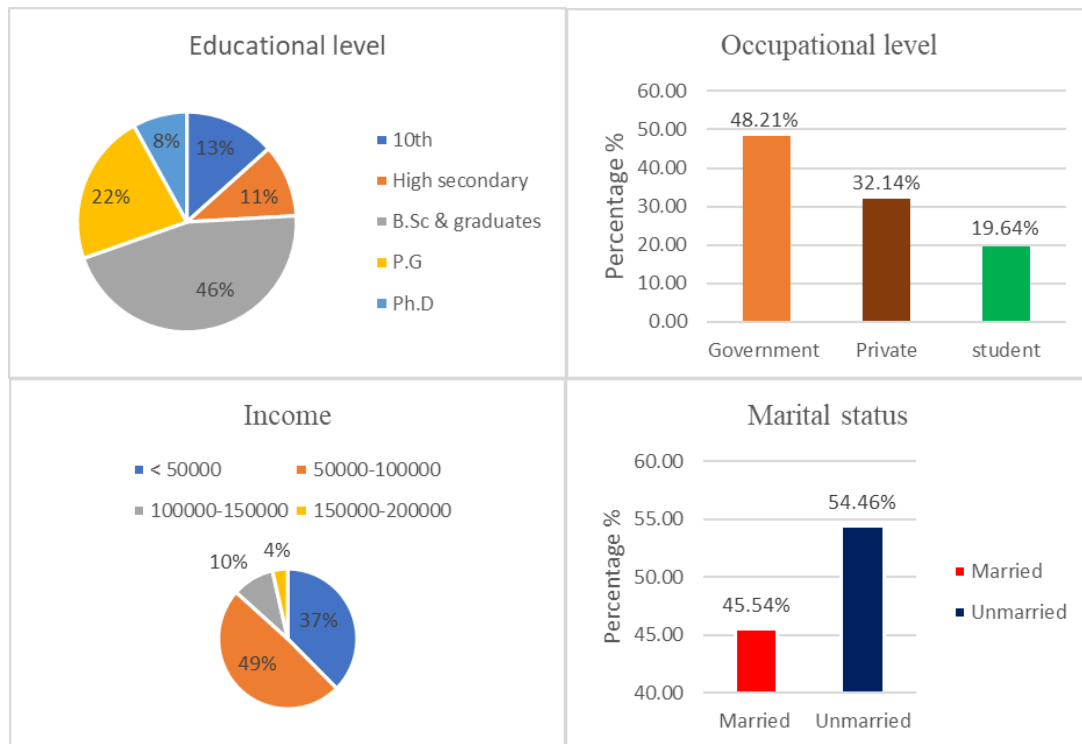 Educational level
8%
13%
11%
22%
46%
10th
High secondary
B.Sc & graduates
P.G
Ph.D
Occupational level
Percentage %
60.00
50.00
40.00
30.00
20.00
10.00
0.00
48.21%
32.14%
19.64%
Government Private student
Income
< 50000 50000-100000
100000-150000 150000-200000
4%
10%
37%
49%
Marital status
Percentage %
60.00
55.00
50.00
45.00
40.00
54.46%
45.54%
Married Unmarried
Married
Unmarried